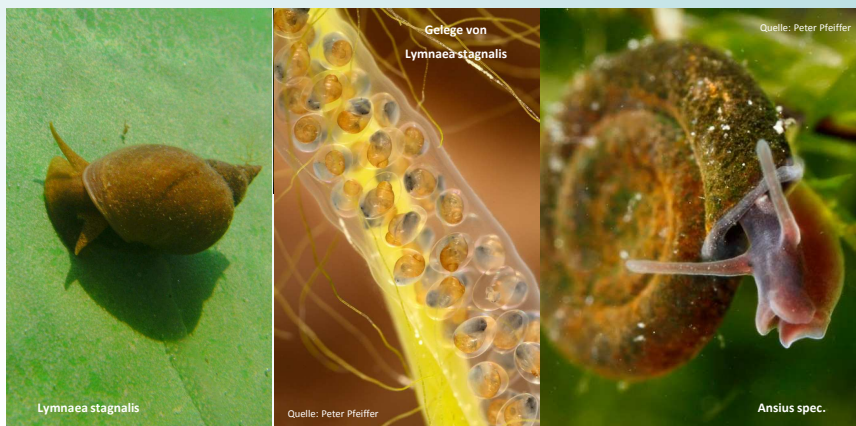 Lymnaea stagnalis
Gelege von
Lymnaea stagnalis
Quelle: Peter Pfeiffer
Quelle: Peter Pfeiffer
Ansius spec.